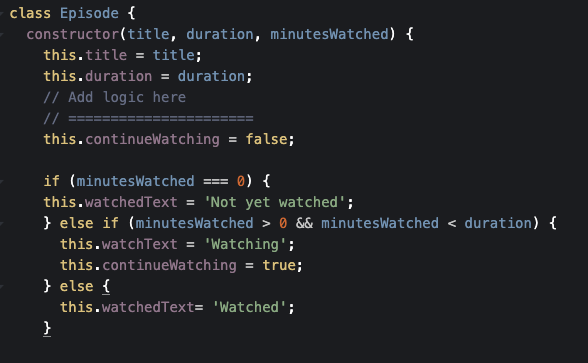 class Episode {
constructor(title, duration, minutesWatched) {
this.title = title;
this.duration = duration;
// Add logic here
// ======================
this.continueWatching = false;
if (minutesWatched === 0) {
this.watchedText = 'Not yet watched';
} else if (minutesWatched > 0 && minutesWatched < duration) {
this.watchText = 'Watching';
this.continueWatching = true;
} else {
this.watchedText= 'Watched';
}